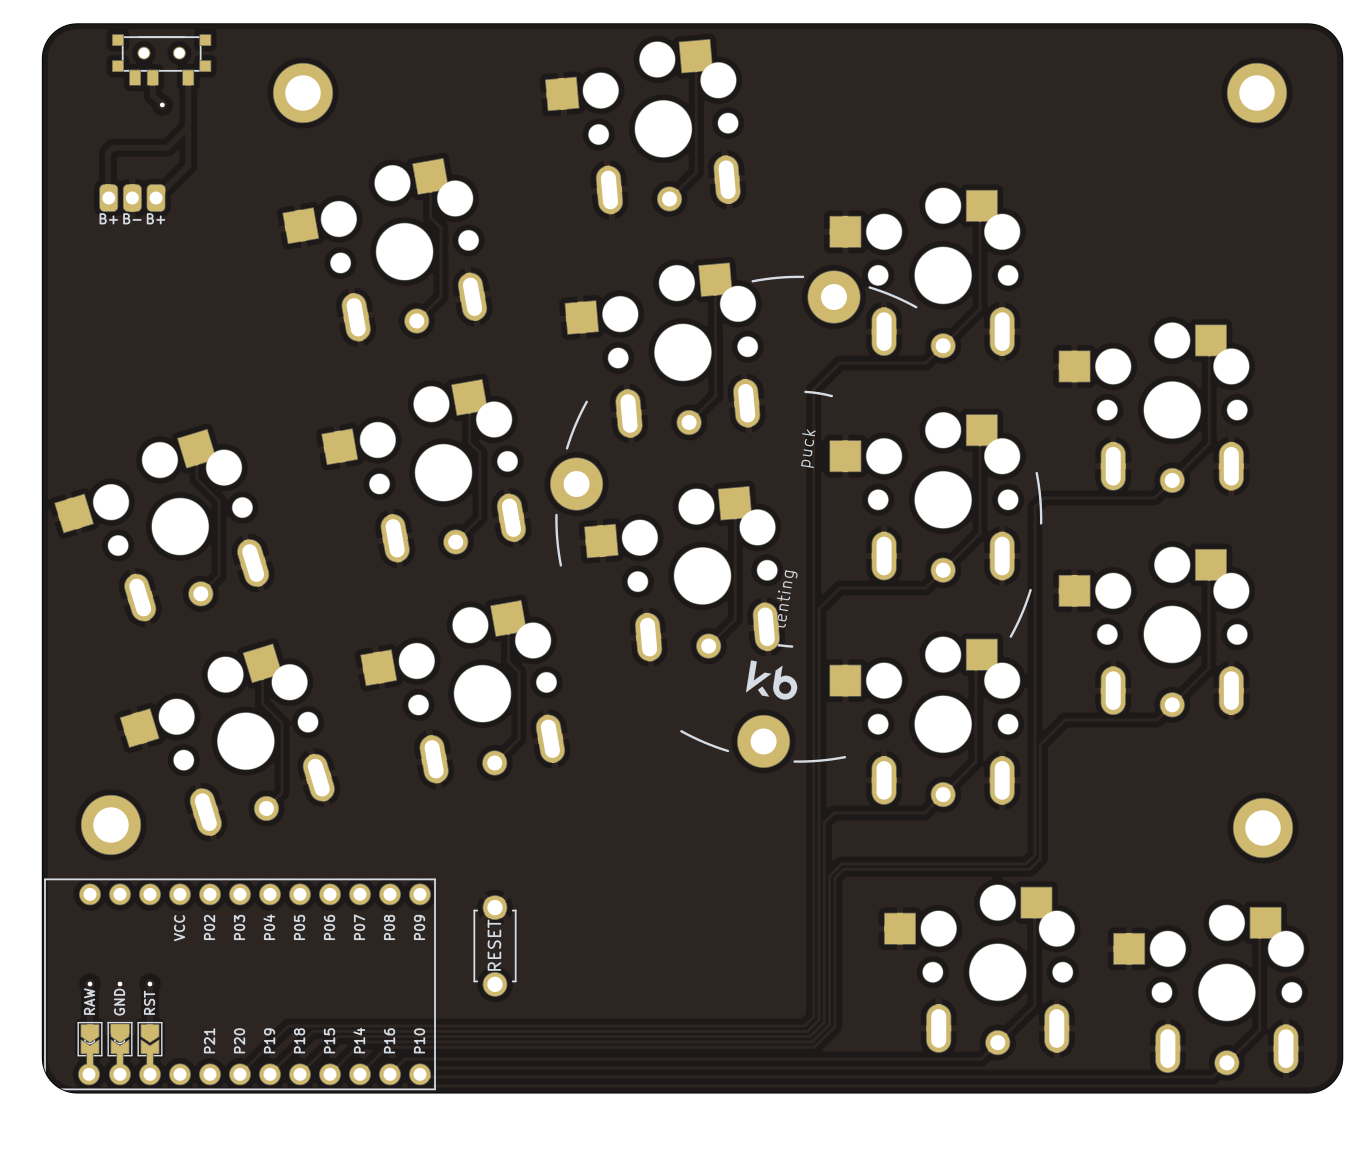 B+ B- B+
puck
lenting
kb
VCC P02 P03 P04 P05 P06 P07 P08 P09
RESET
RAW GND RST
P21 P20 P19 P18 P15 P14 P16 P10